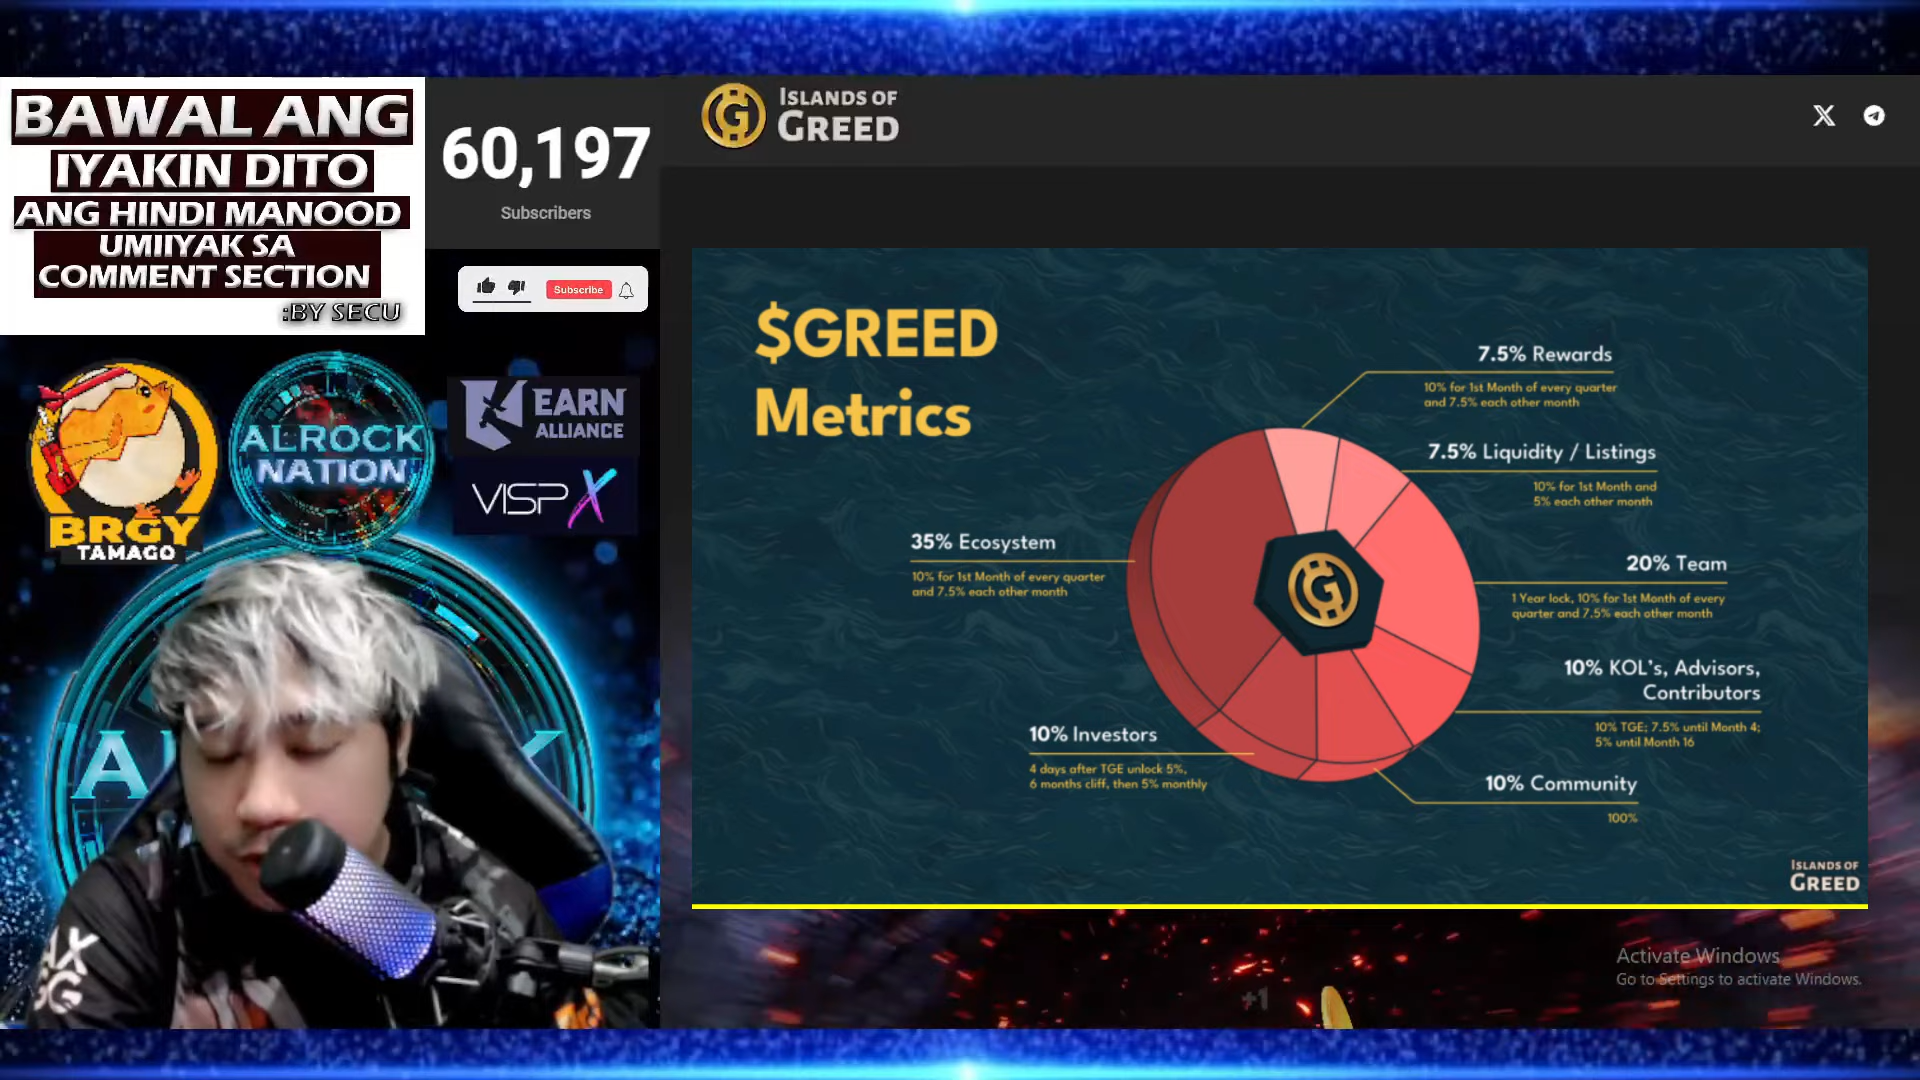 BAWAL ANG
IYAKIN DITO
ANG HINDI MANOOD
UMIIYAK SA
COMMENT SECTION
:BY SECU
60,197
Subscribers
Subscribe
BRGY
TAMAGO
ALROCK
NATION
EARN
ALLIANCE
VISPX
ISLANDS OF
GREED
$GREED
Metrics
7.5% Rewards
10% for 1st Month of every quarter
and 7.5% each other month
7.5% Liquidity / Listings
10% for 1st Month and
5% each other month
35% Ecosystem
10% for 1st Month of every quarter
and 7.5% each other month
20% Team
1 Year lock, 10% for 1st Month of every
quarter and 7.5% each other month
10% KOL's, Advisors,
Contributors
10% TGE; 7.5% until Month 4;
5% until Month 16
10% Investors
4 days after TGE unlock 5%,
6 months cliff, then 5% monthly
10% Community
100%
ISLANDS OF
GREED
Activate Windows
Go to Settings to activate Windows.
+1